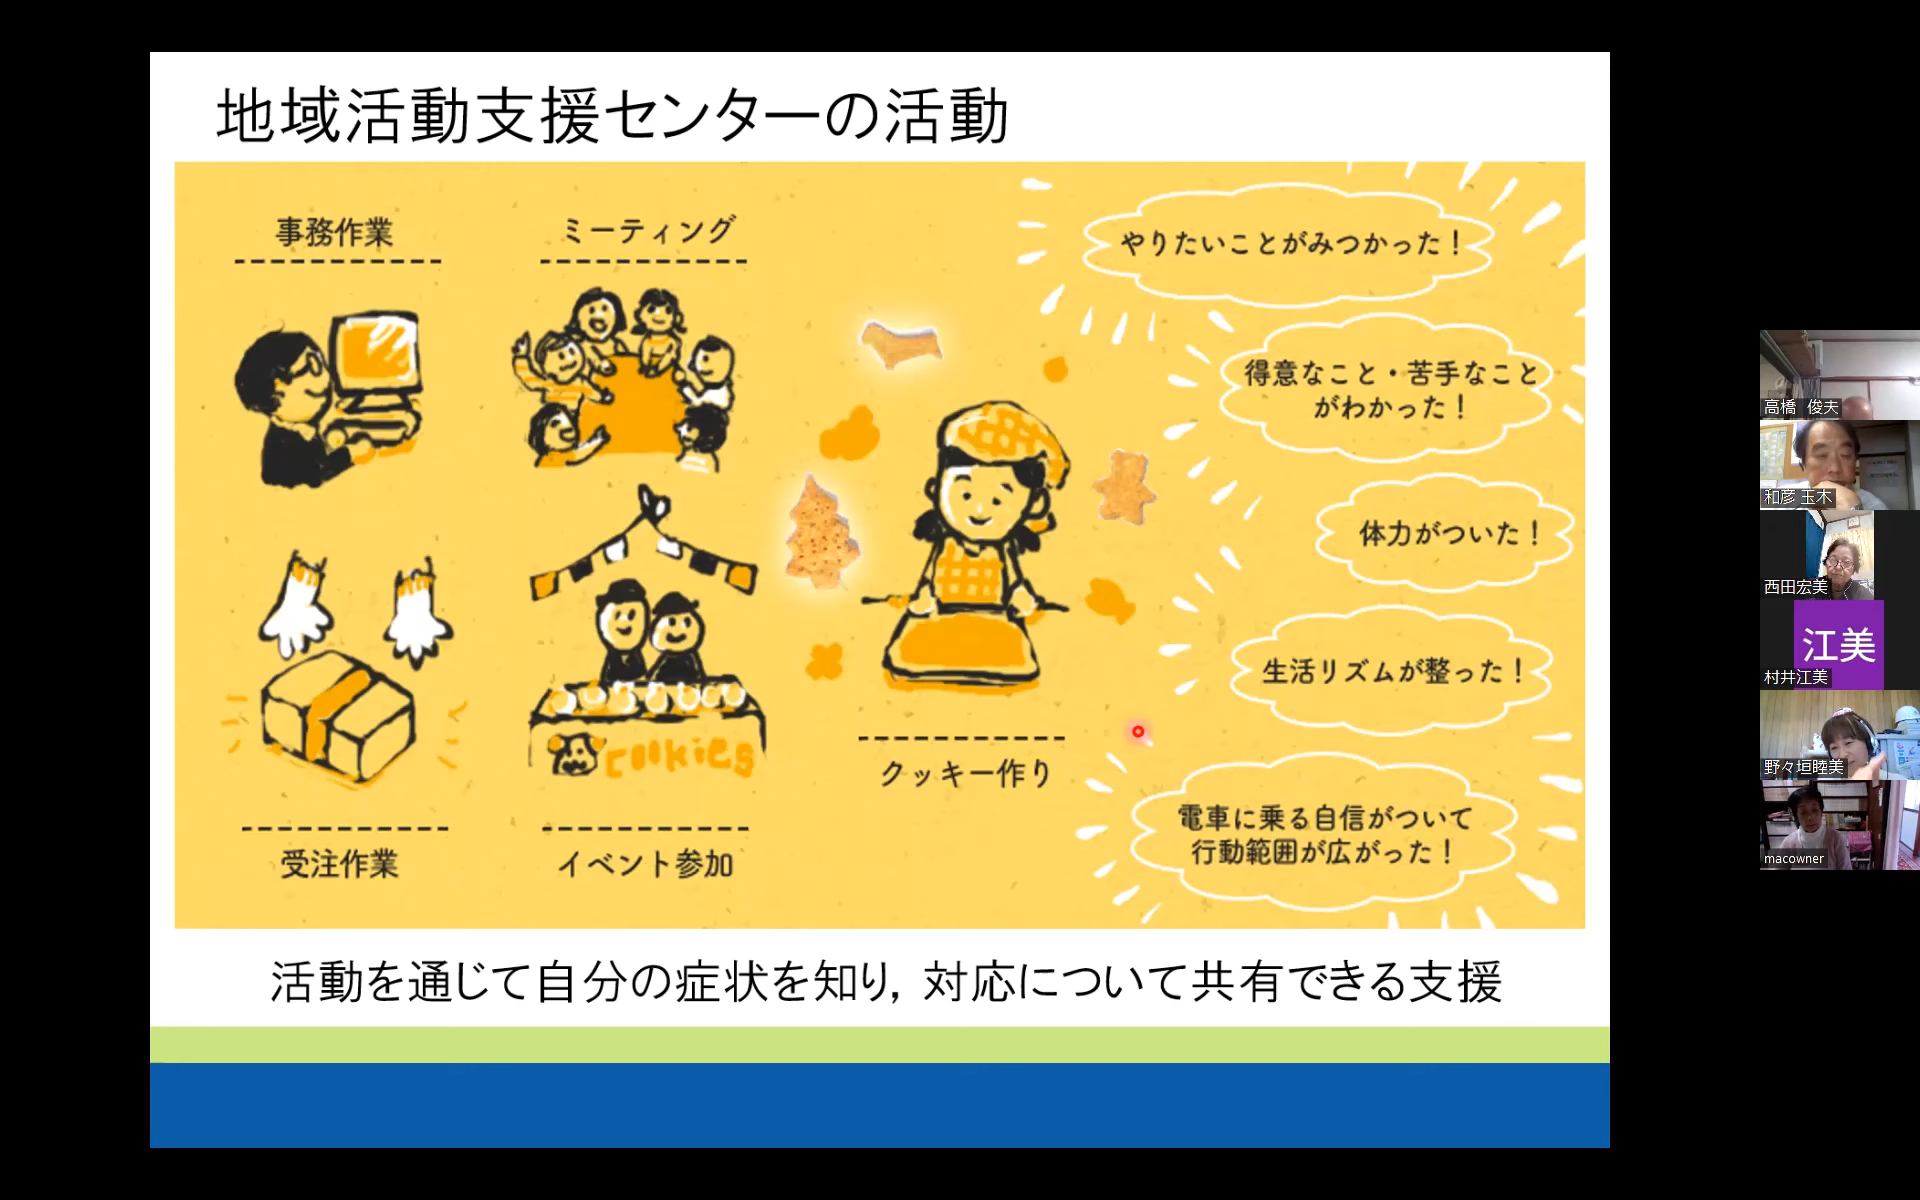 地域活動支援センターの活動
事務作業
ミーティング
やりたいことがみつかった！
得意なこと・苦手なこと
がわかった！
体力がついた！
生活リズムが整った！
cookies
クッキー作り
電車に乗る自信がついて
行動範囲が広がった！
受注作業
イベント参加
活動を通じて自分の症状を知り，対応について共有できる支援
高橋 俊夫
和彦 玉木
西田宏美
江美
村井江美
野々垣睦美
macowner